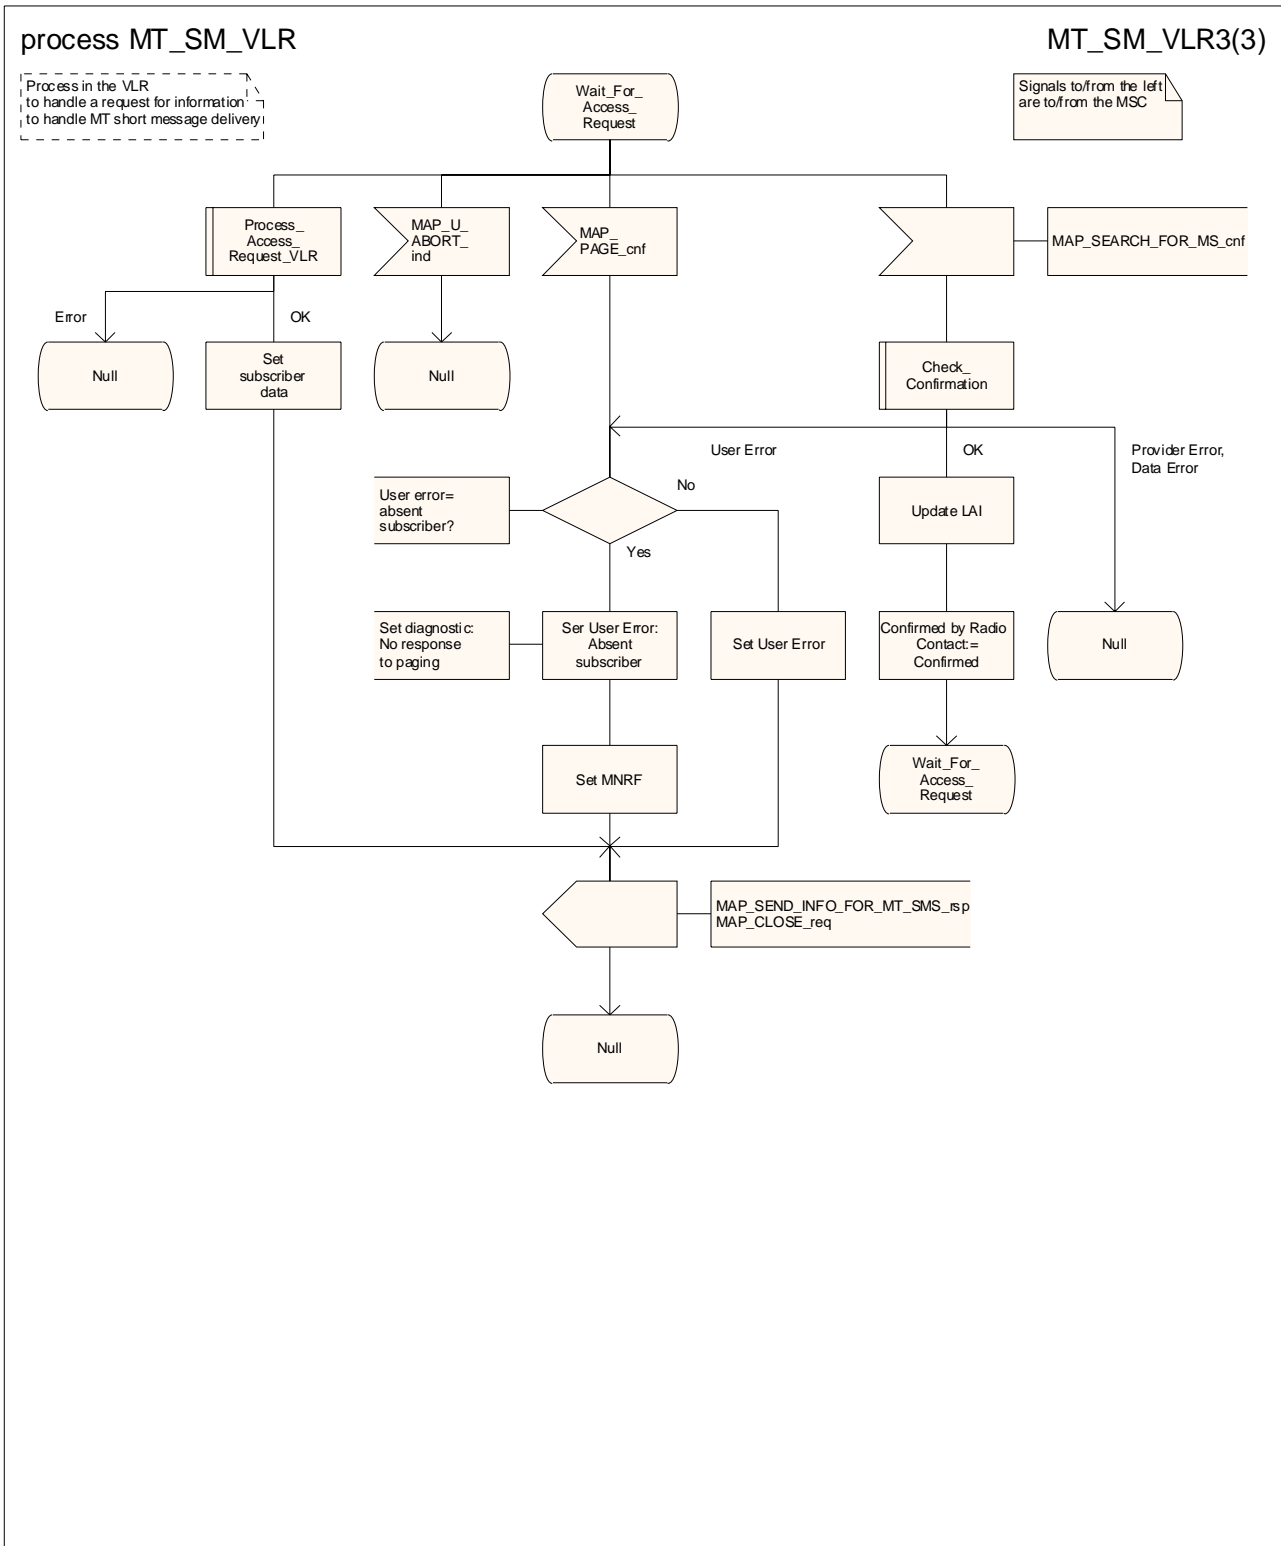 process MT_SM_VLR
MT_SM_VLR3(3)
Process in the VLR
to handle a request for information
to handle MT short message delivery
Wait_For_
Access_
Request
Signals to/from the left
are to/from the MSC
Process_
Access_
Request_VLR
MAP_U_
ABORT_
ind
MAP_
PAGE_cnf
MAP_SEARCH_FOR_MS_cnf
Error
OK
Null
Set
subscriber
data
Null
Check_
Confirmation
User Error
OK
Provider Error,
Data Error
User error=
absent
subscriber?
No
Yes
Update LAI
Set diagnostic:
No response
to paging
Ser User Error:
Absent
subscriber
Set User Error
Confirmed by Radio
Contact:=
Confirmed
Null
Set MNRF
Wait_For_
Access_
Request
MAP_SEND_INFO_FOR_MT_SMS_rsp
MAP_CLOSE_req
Null